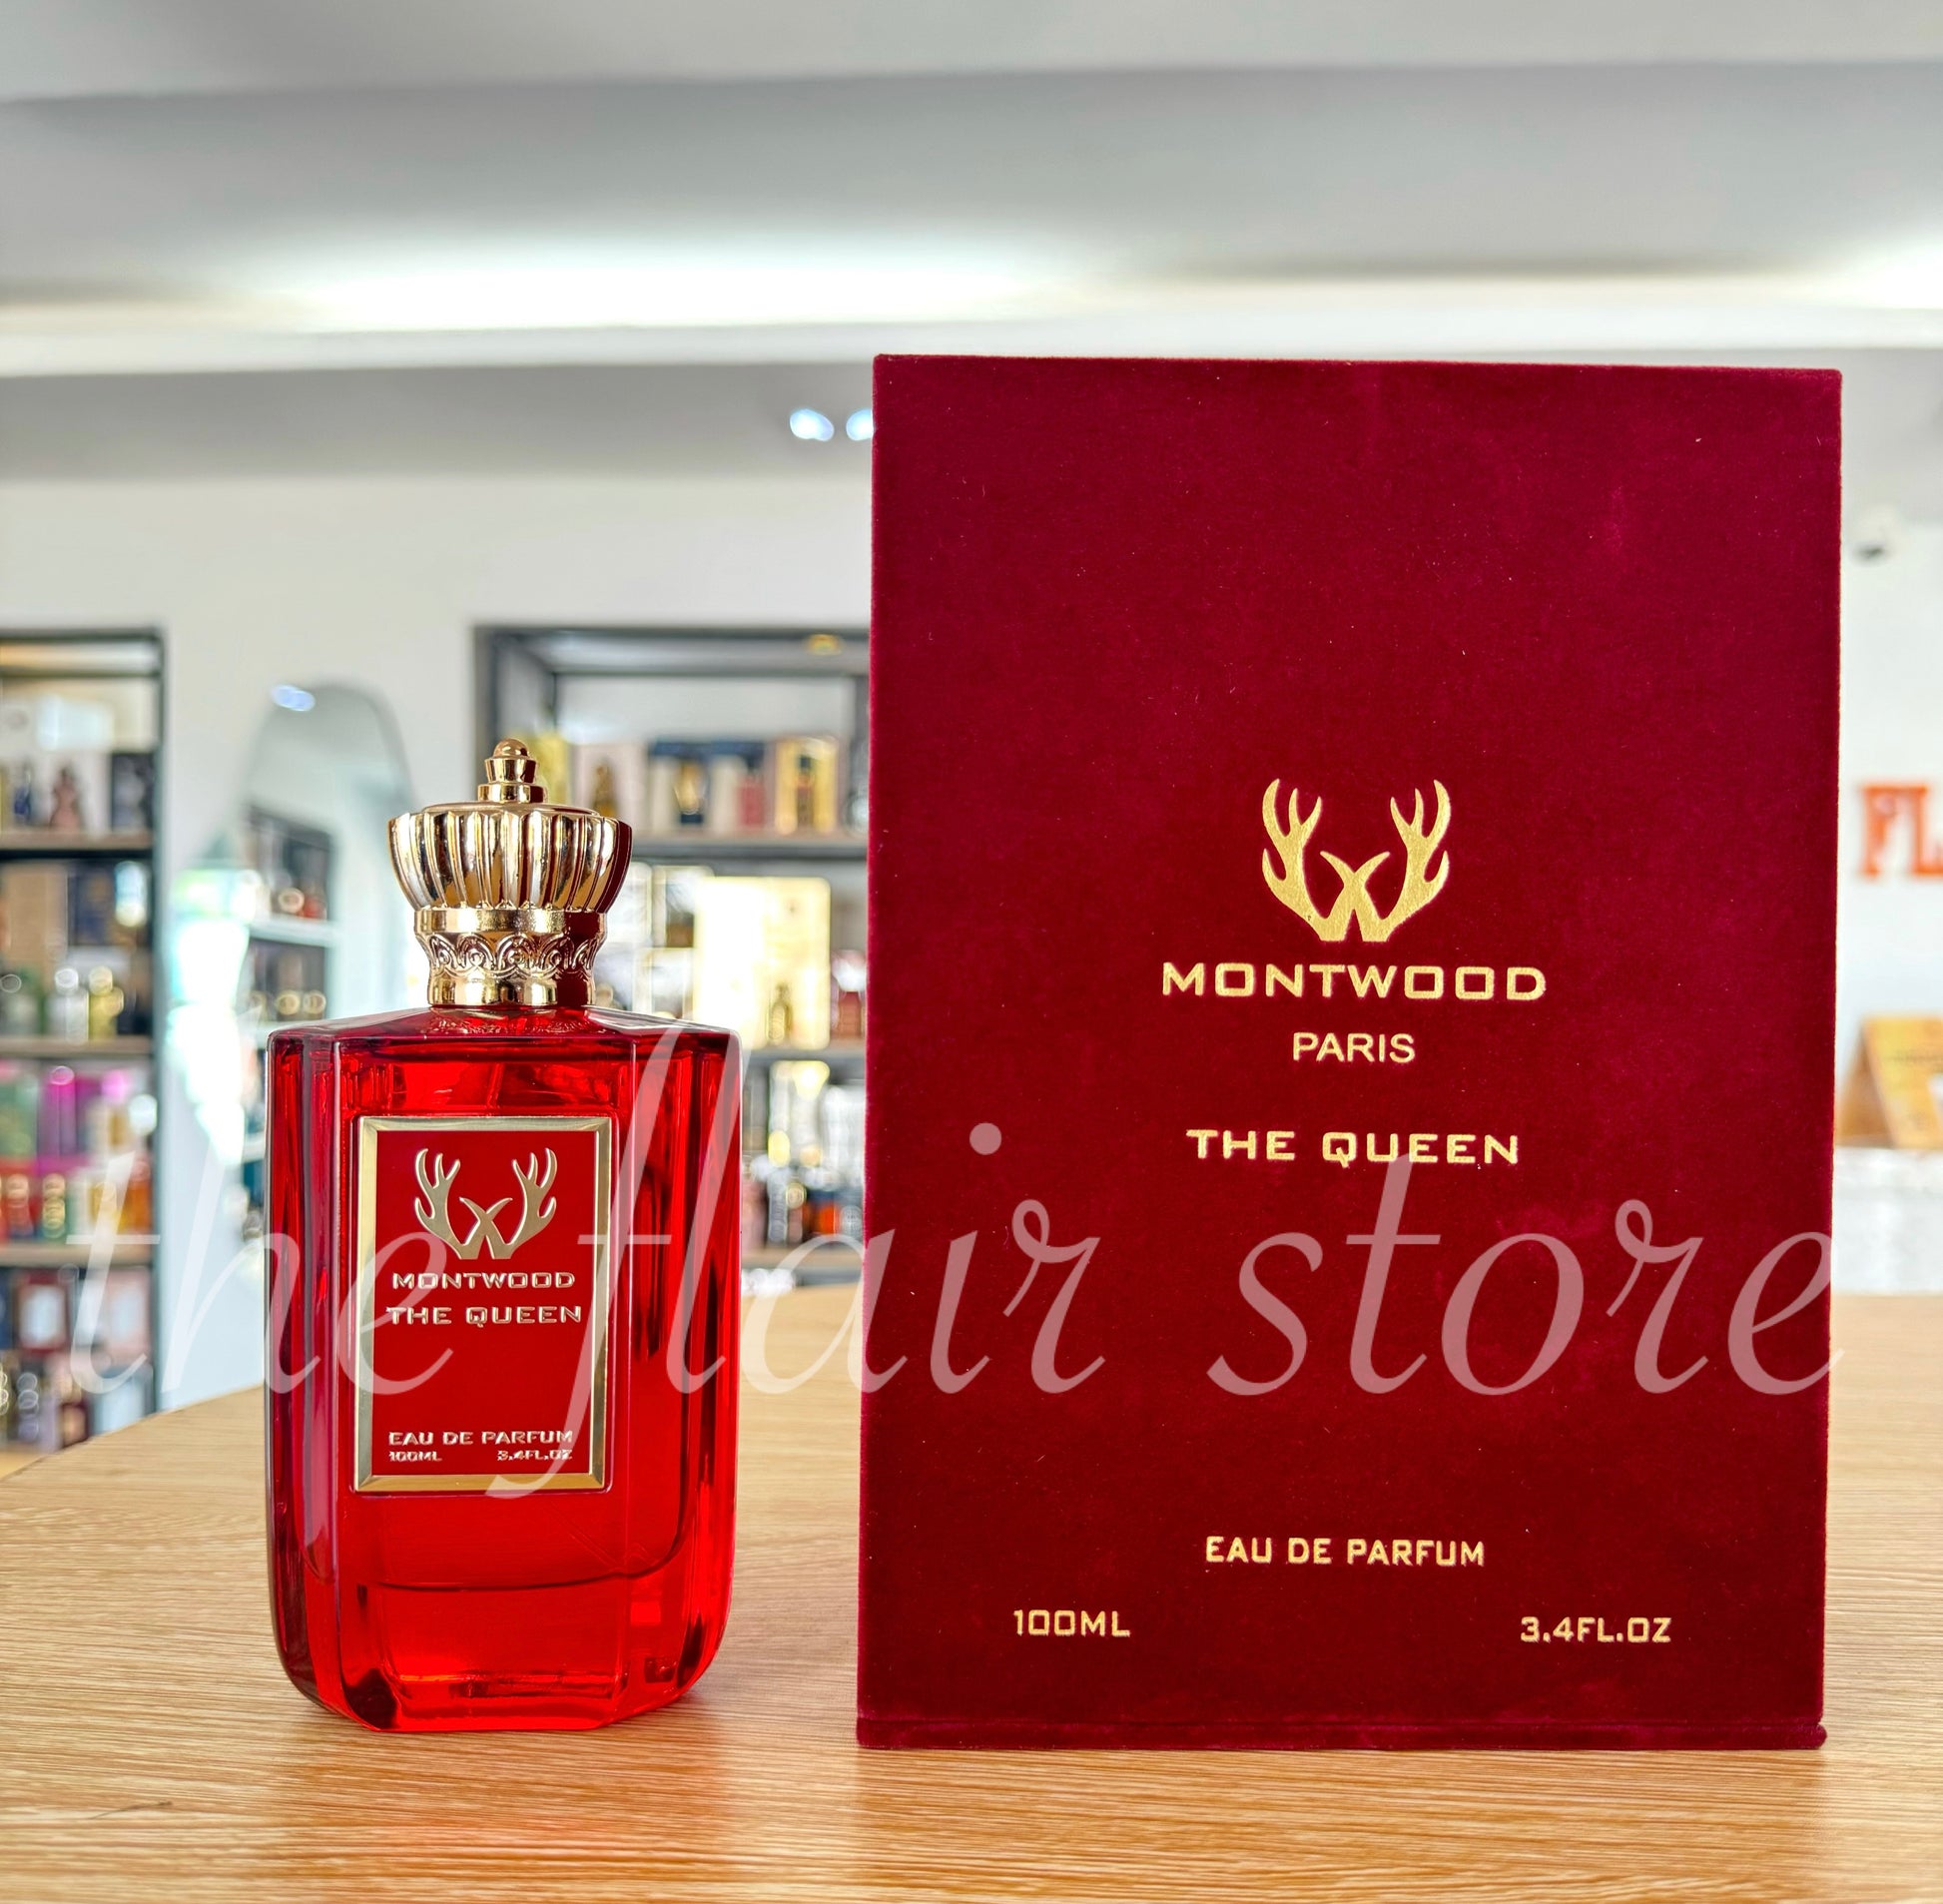 MONTWOOD
THE QUEEN
EAU DE PARFUM
100ML 3.4FL.OZ
MONTWOOD
PARIS
THE QUEEN
EAU DE PARFUM
100ML 3.4FL.OZ
the flair store
FL